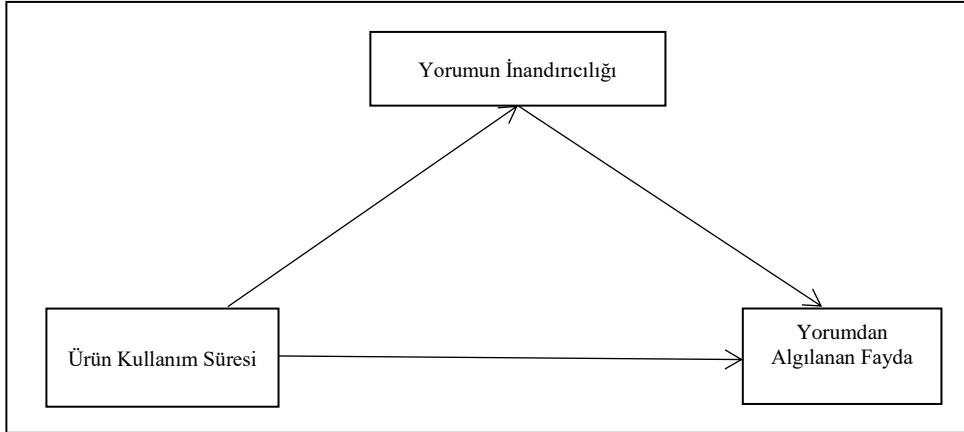 Yorumun İnandırıcılığı
Ürün Kullanım Süresi
Yorumdan
Algılanan Fayda